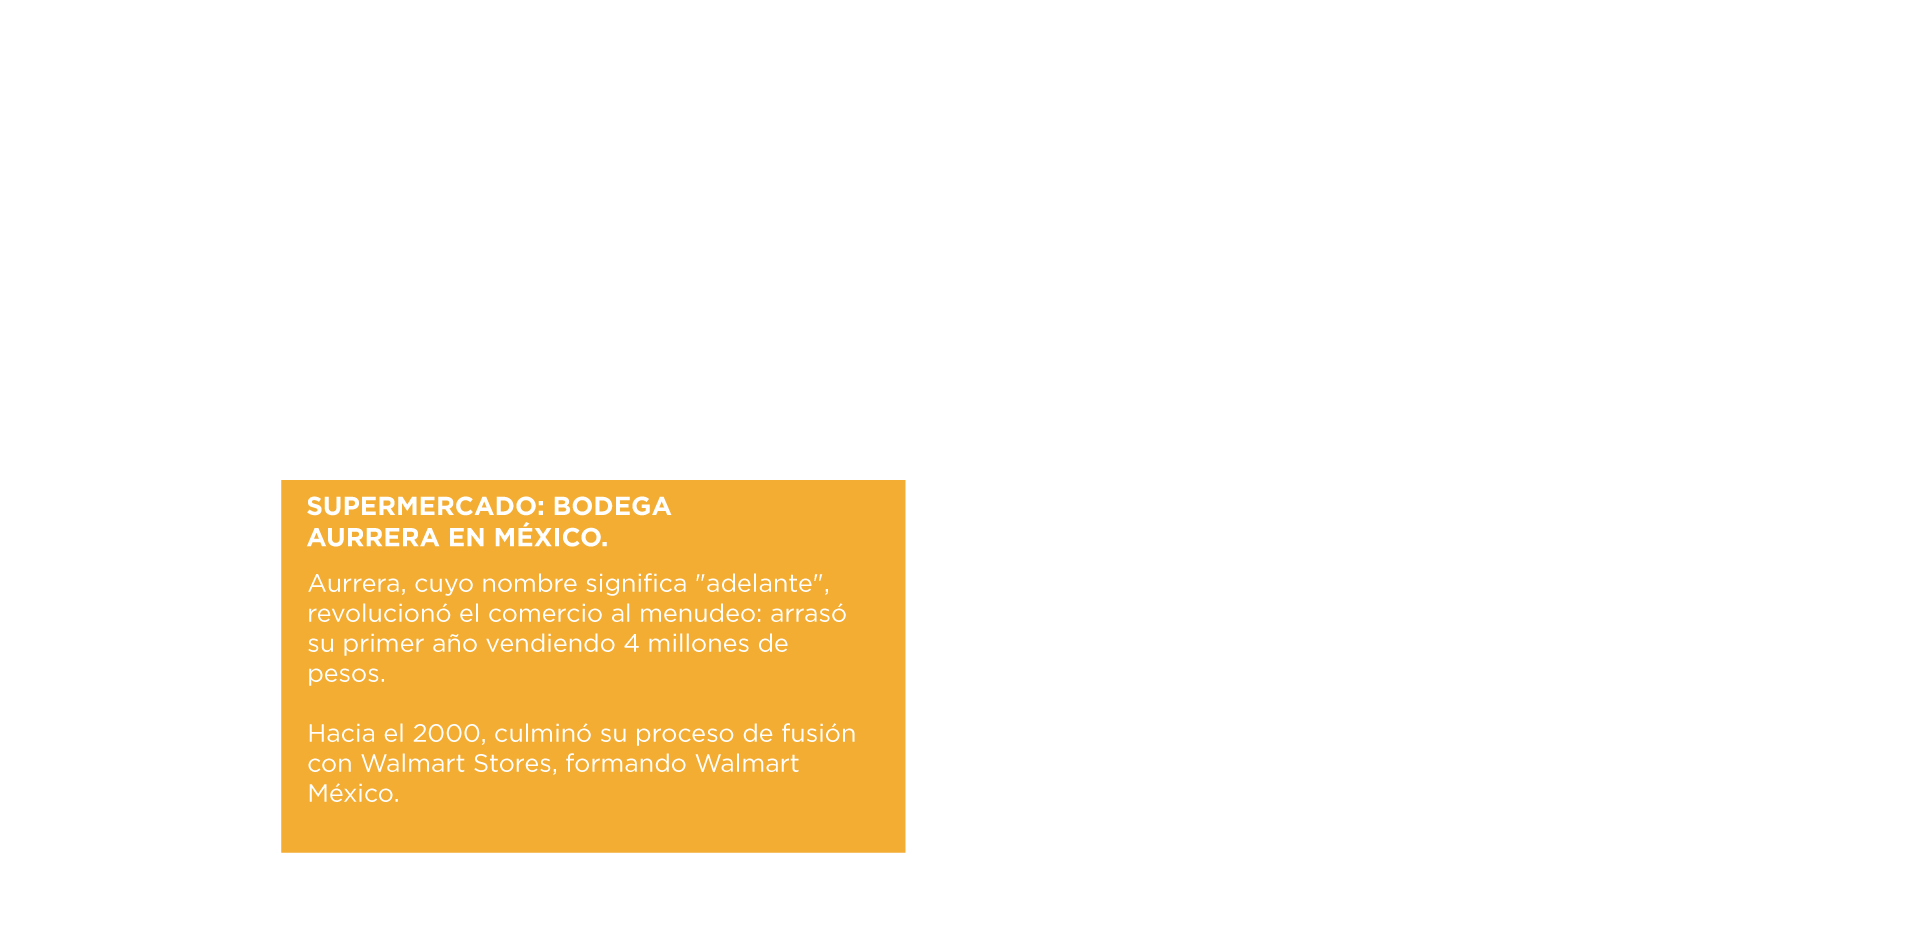 SUPERMERCADO: BODEGA
AURRERA EN MÉXICO.
Aurrera, cuyo nombre significa "adelante",
revolucionó el comercio al menudeo: arrasó
su primer año vendiendo 4 millones de
pesos.
Hacia el 2000, culminó su proceso de fusión
con Walmart Stores, formando Walmart
México.